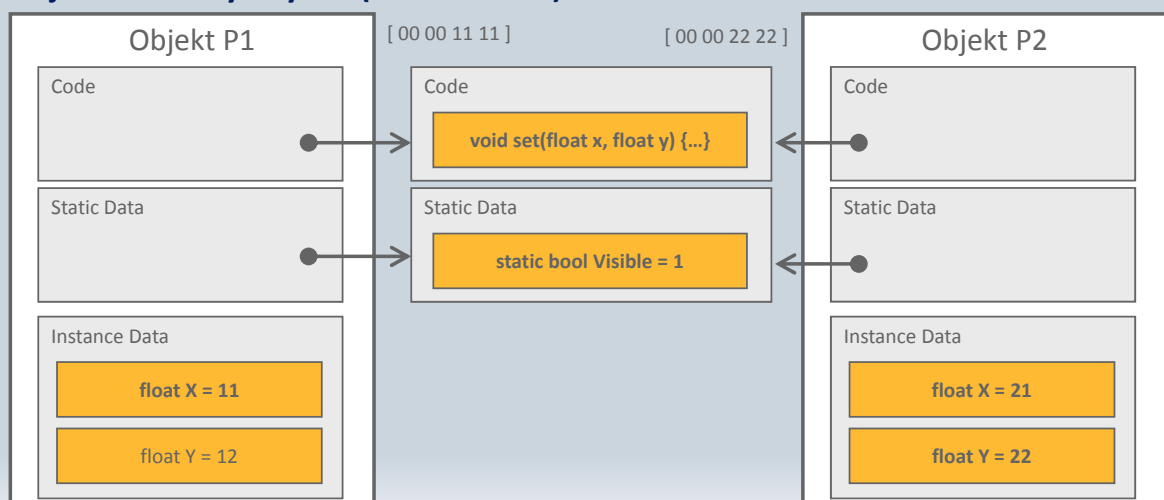 Objekt P1
[ 00 00 11 11 ]
[ 00 00 22 22 ]
Objekt P2
Code
Code
Code
void set(float x, float y) {…}
Static Data
Static Data
Static Data
static bool Visible = 1
Instance Data
Instance Data
float X = 11
float X = 21
float Y = 12
float Y = 22